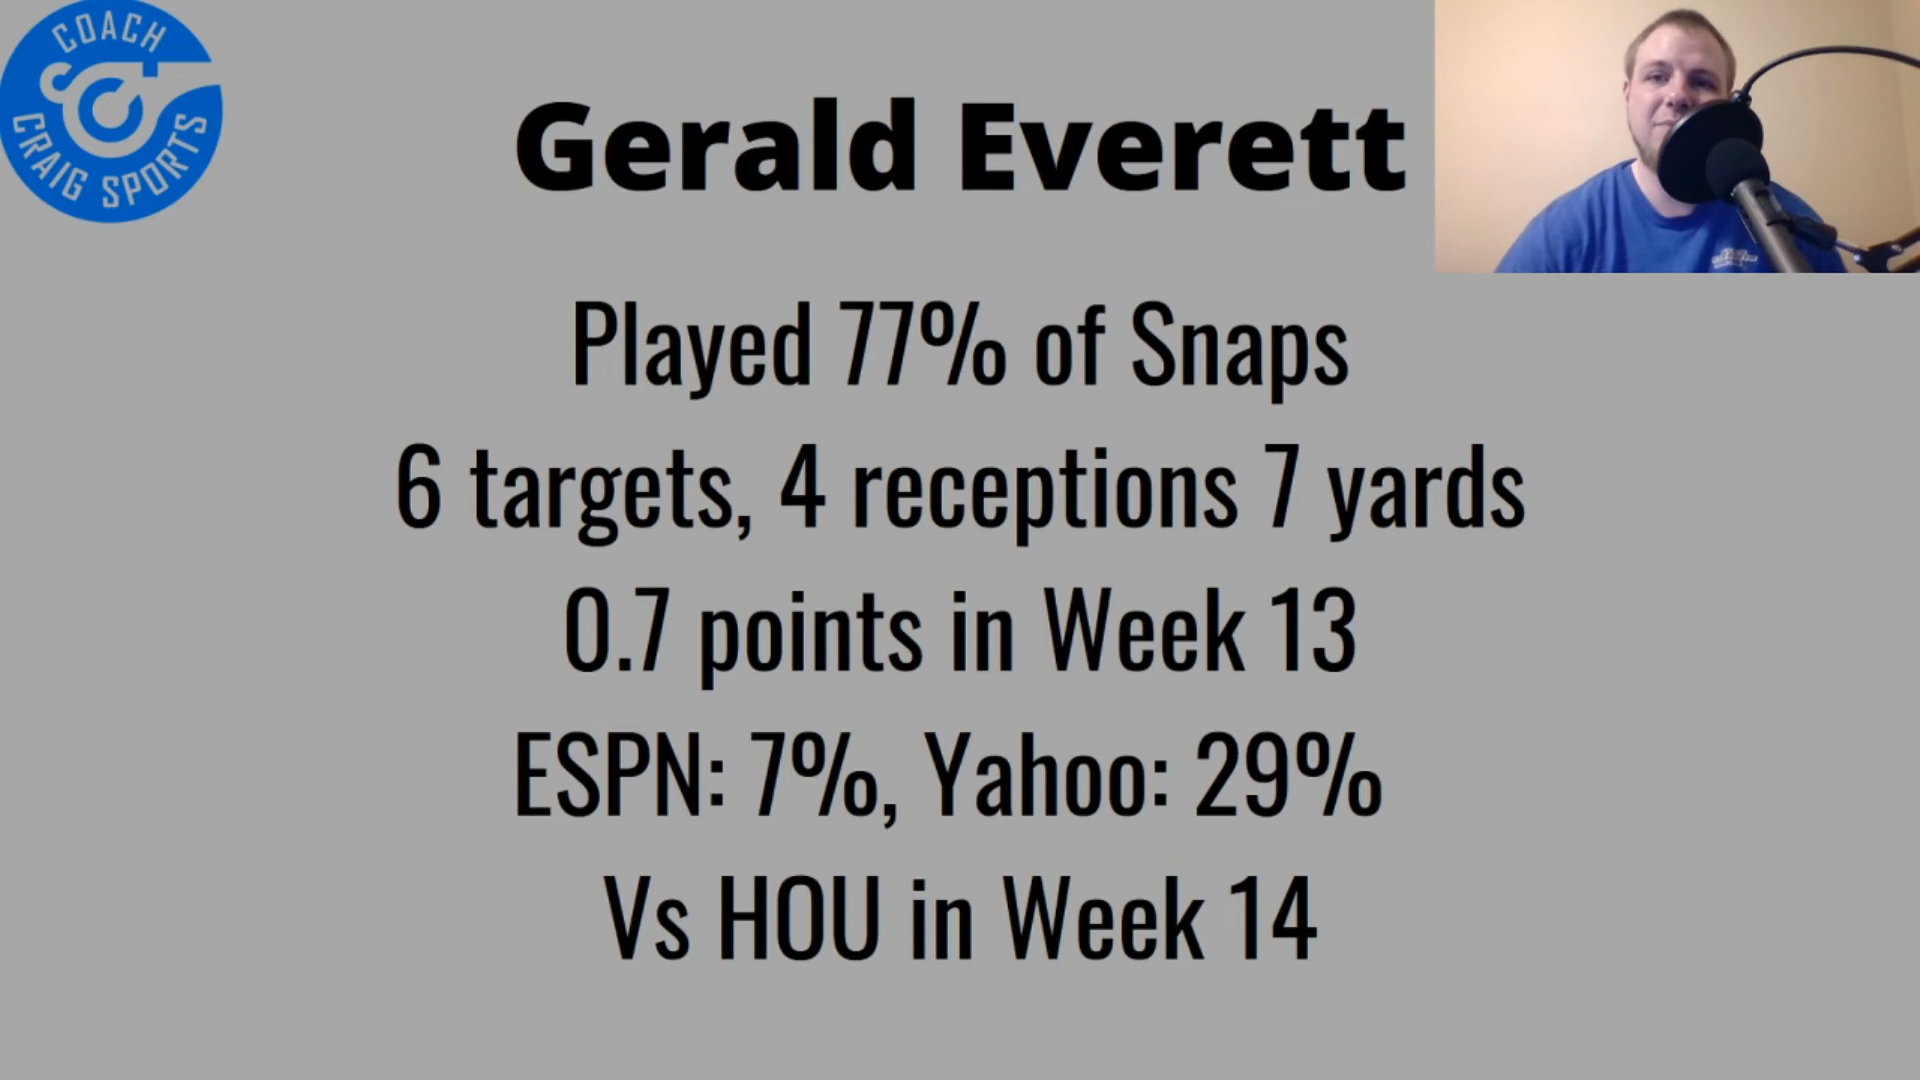 COACH
CRAIG SPORTS
Gerald Everett
Played 77% of Snaps
6 targets, 4 receptions 7 yards
0.7 points in Week 13
ESPN: 7%, Yahoo: 29%
Vs HOU in Week 14